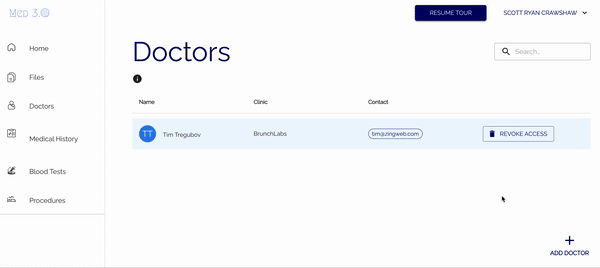 Med 3.0
RESUME TOUR
SCOTT RYAN CRAWSHAW
Home
Files
Doctors
Medical History
Blood Tests
Procedures
Doctors
Search...
Name Clinic Contact
TT Tim Tregubov BrunchLabs tim@zingweb.com REVOKE ACCESS
ADD DOCTOR